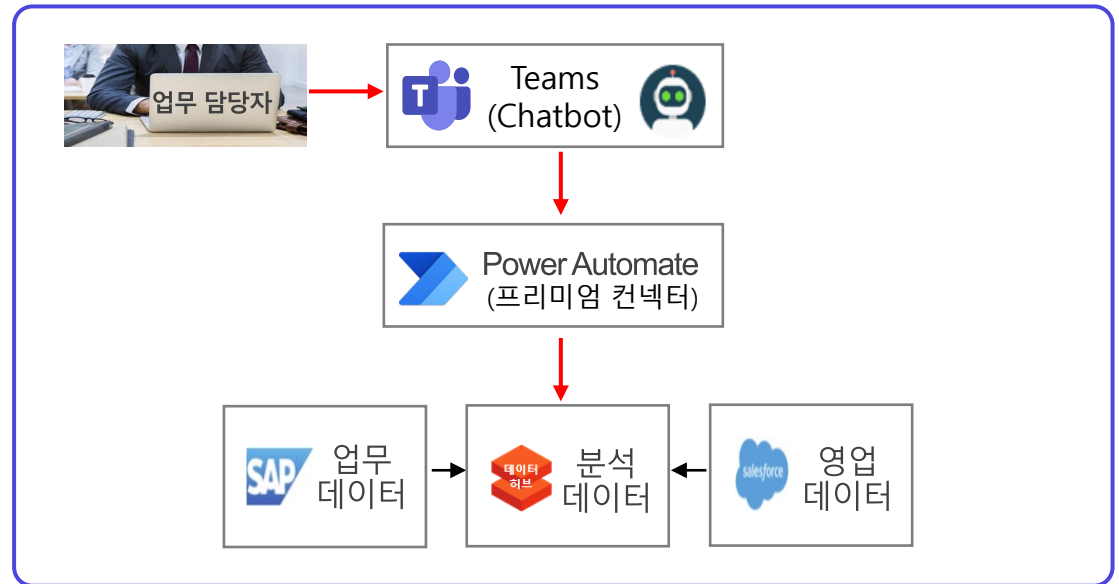 업무 담당자
Teams
(Chatbot)
T
Power Automate
(프리미엄 컨넥터)
SAP
업무
데이터
데이터
허브
분석
데이터
salesforce
영업
데이터